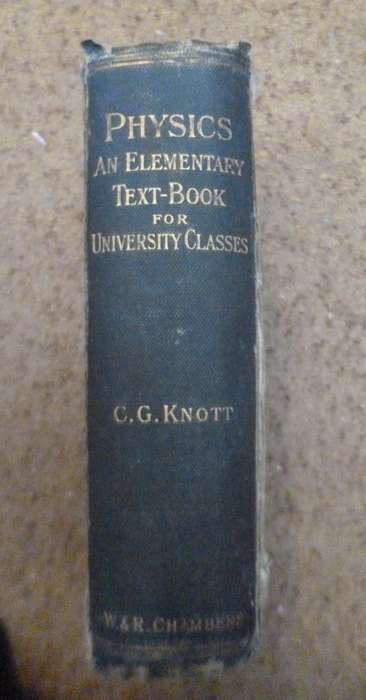 PHYSICS
AN ELEMENTARY
TEXT-BOOK
FOR
UNIVERSITY CLASSES
C. G. KNOTT
W. & R. CHAMBERS